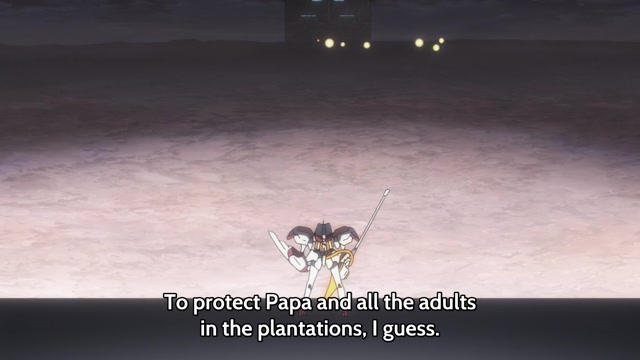 To protect Papa and all the adults
in the plantations, I guess.